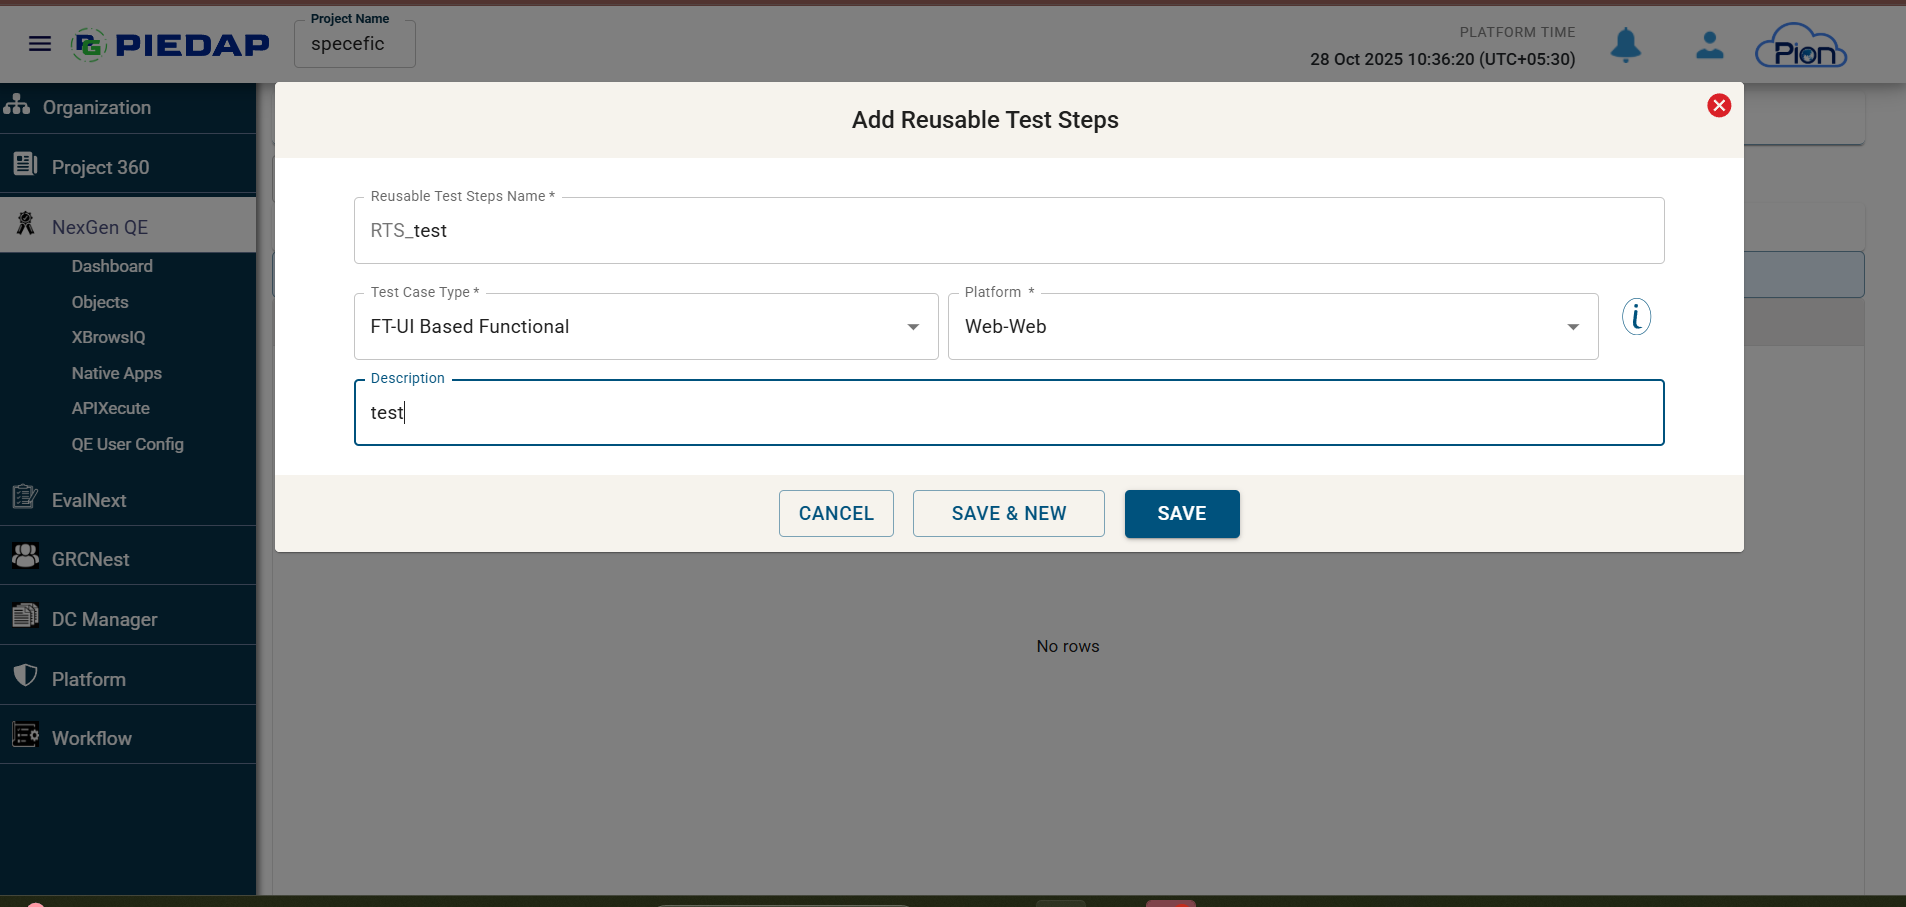 PIEDAP
Project Name
specefic
PLATFORM TIME
28 Oct 2025 10:36:20 (UTC+05:30)
Pion
Organization
Project 360
NexGen QE
Dashboard
Objects
XBrowsIQ
Native Apps
APIXecute
QE User Config
EvalNext
GRCNest
DC Manager
Platform
Workflow
Add Reusable Test Steps
Reusable Test Steps Name *
RTS_test
Test Case Type *
FT-UI Based Functional
Platform *
Web-Web
i
Description
test
CANCEL
SAVE & NEW
SAVE
No rows